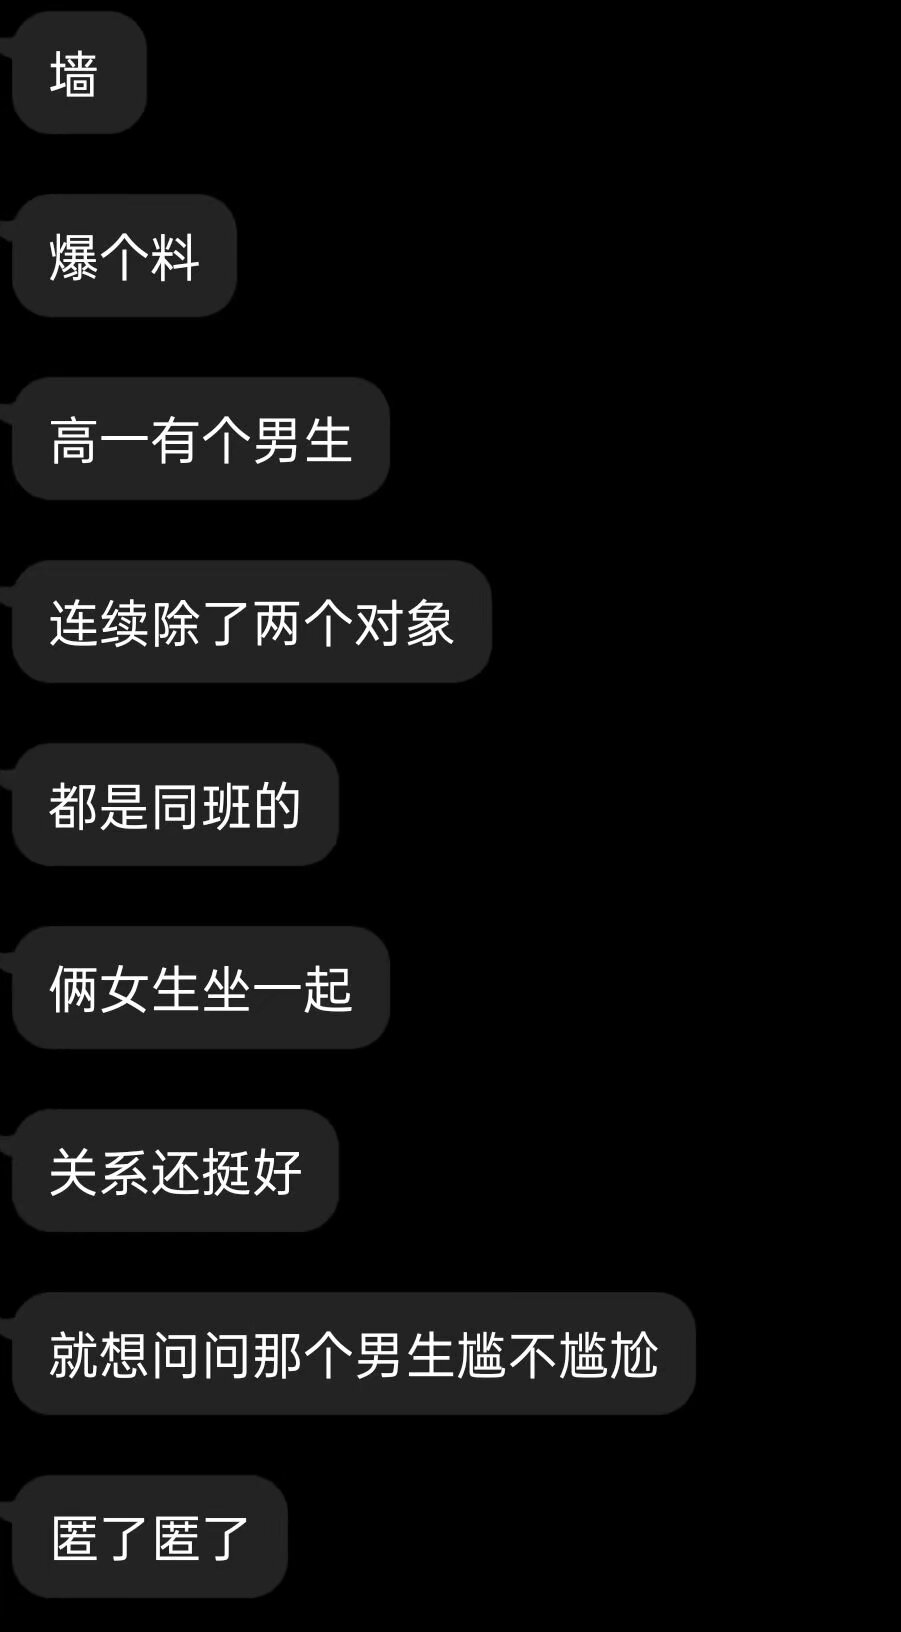 墙
爆个料
高一有个男生
连续除了两个对象
都是同班的
俩女生坐一起
关系还挺好
就想问问那个男生尴不尴尬
匿了匿了